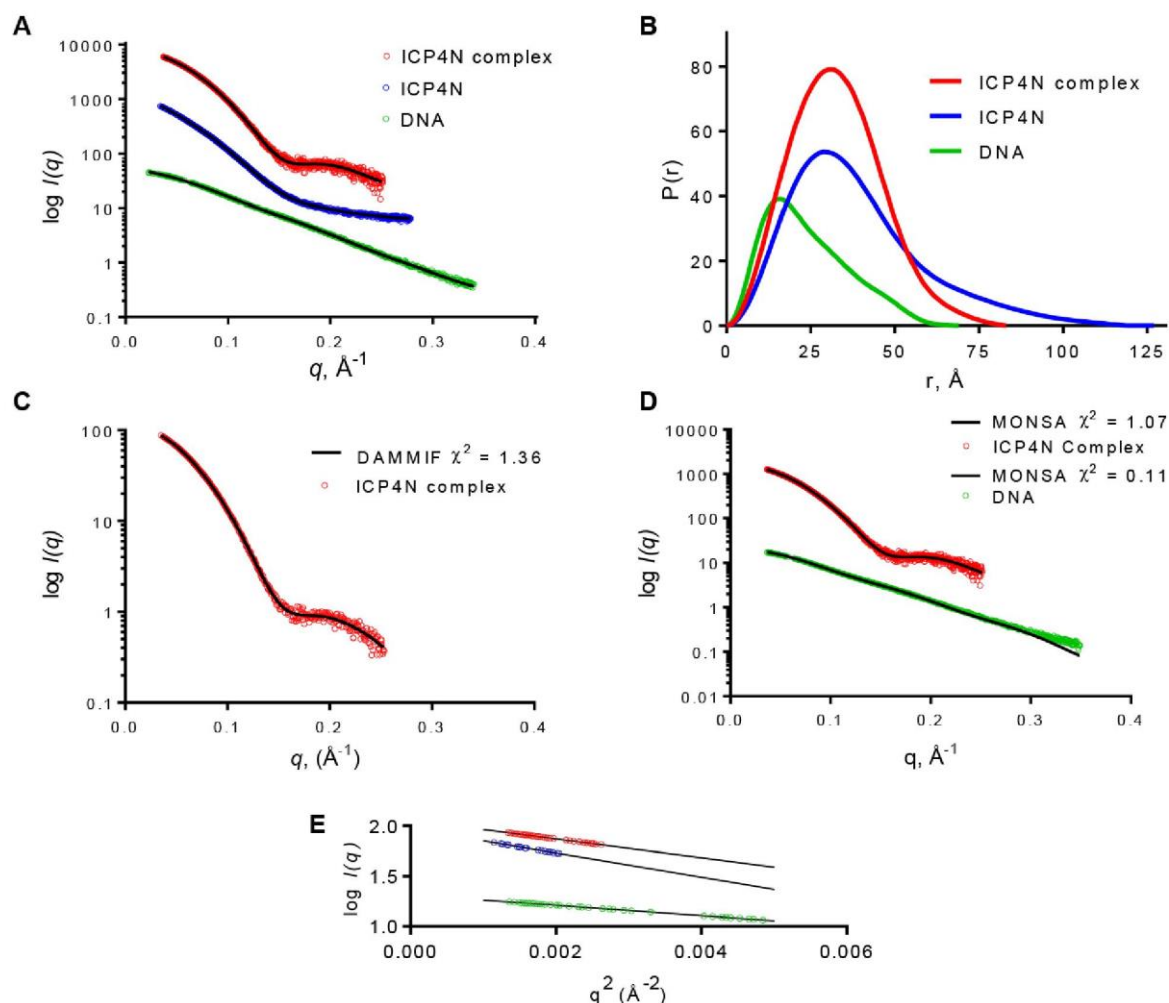 A
log I(q)
10000
1000
100
10
1
0.1
0.0 0.1 0.2 0.3 0.4
q, Å-1
ICP4N complex
ICP4N
DNA
B
P(r)
80
60
40
20
0
0 25 50 75 100 125
r, Å
ICP4N complex
ICP4N
DNA
C
log I(q)
100
10
1
0.1
0.0 0.1 0.2 0.3 0.4
q, (Å-1)
DAMMIF χ2 = 1.36
ICP4N complex
D
log I(q)
10000
1000
100
10
1
0.1
0.01
0.0 0.1 0.2 0.3 0.4
q, Å-1
MONSA χ2 = 1.07
ICP4N Complex
MONSA χ2 = 0.11
DNA
E
log I(q)
2.0
1.5
1.0
0.000 0.002 0.004 0.006
q2 (Å-2)